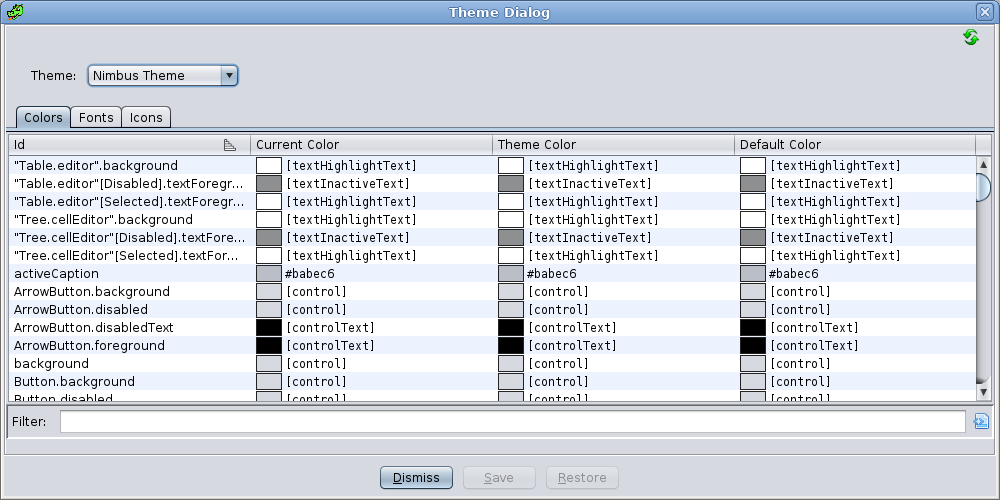 Theme Dialog
Theme: Nimbus Theme
Colors Fonts Icons
Id Current Color Theme Color Default Color
"Table.editor".background [textHighlightText] [textHighlightText] [textHighlightText]
"Table.editor"[Disabled].textForegr... [textInactiveText] [textInactiveText] [textInactiveText]
"Table.editor"[Selected].textForegr... [textHighlightText] [textHighlightText] [textHighlightText]
"Tree.cellEditor".background [textHighlightText] [textHighlightText] [textHighlightText]
"Tree.cellEditor"[Disabled].textFore... [textInactiveText] [textInactiveText] [textInactiveText]
"Tree.cellEditor"[Selected].textFor... [textHighlightText] [textHighlightText] [textHighlightText]
activeCaption #babec6 #babec6 #babec6
ArrowButton.background [control] [control] [control]
ArrowButton.disabled [control] [control] [control]
ArrowButton.disabledText [controlText] [controlText] [controlText]
ArrowButton.foreground [controlText] [controlText] [controlText]
background [control] [control] [control]
Button.background [control] [control] [control]
Button.disabled [control] [control] [control]
Filter:
Dismiss Save Restore